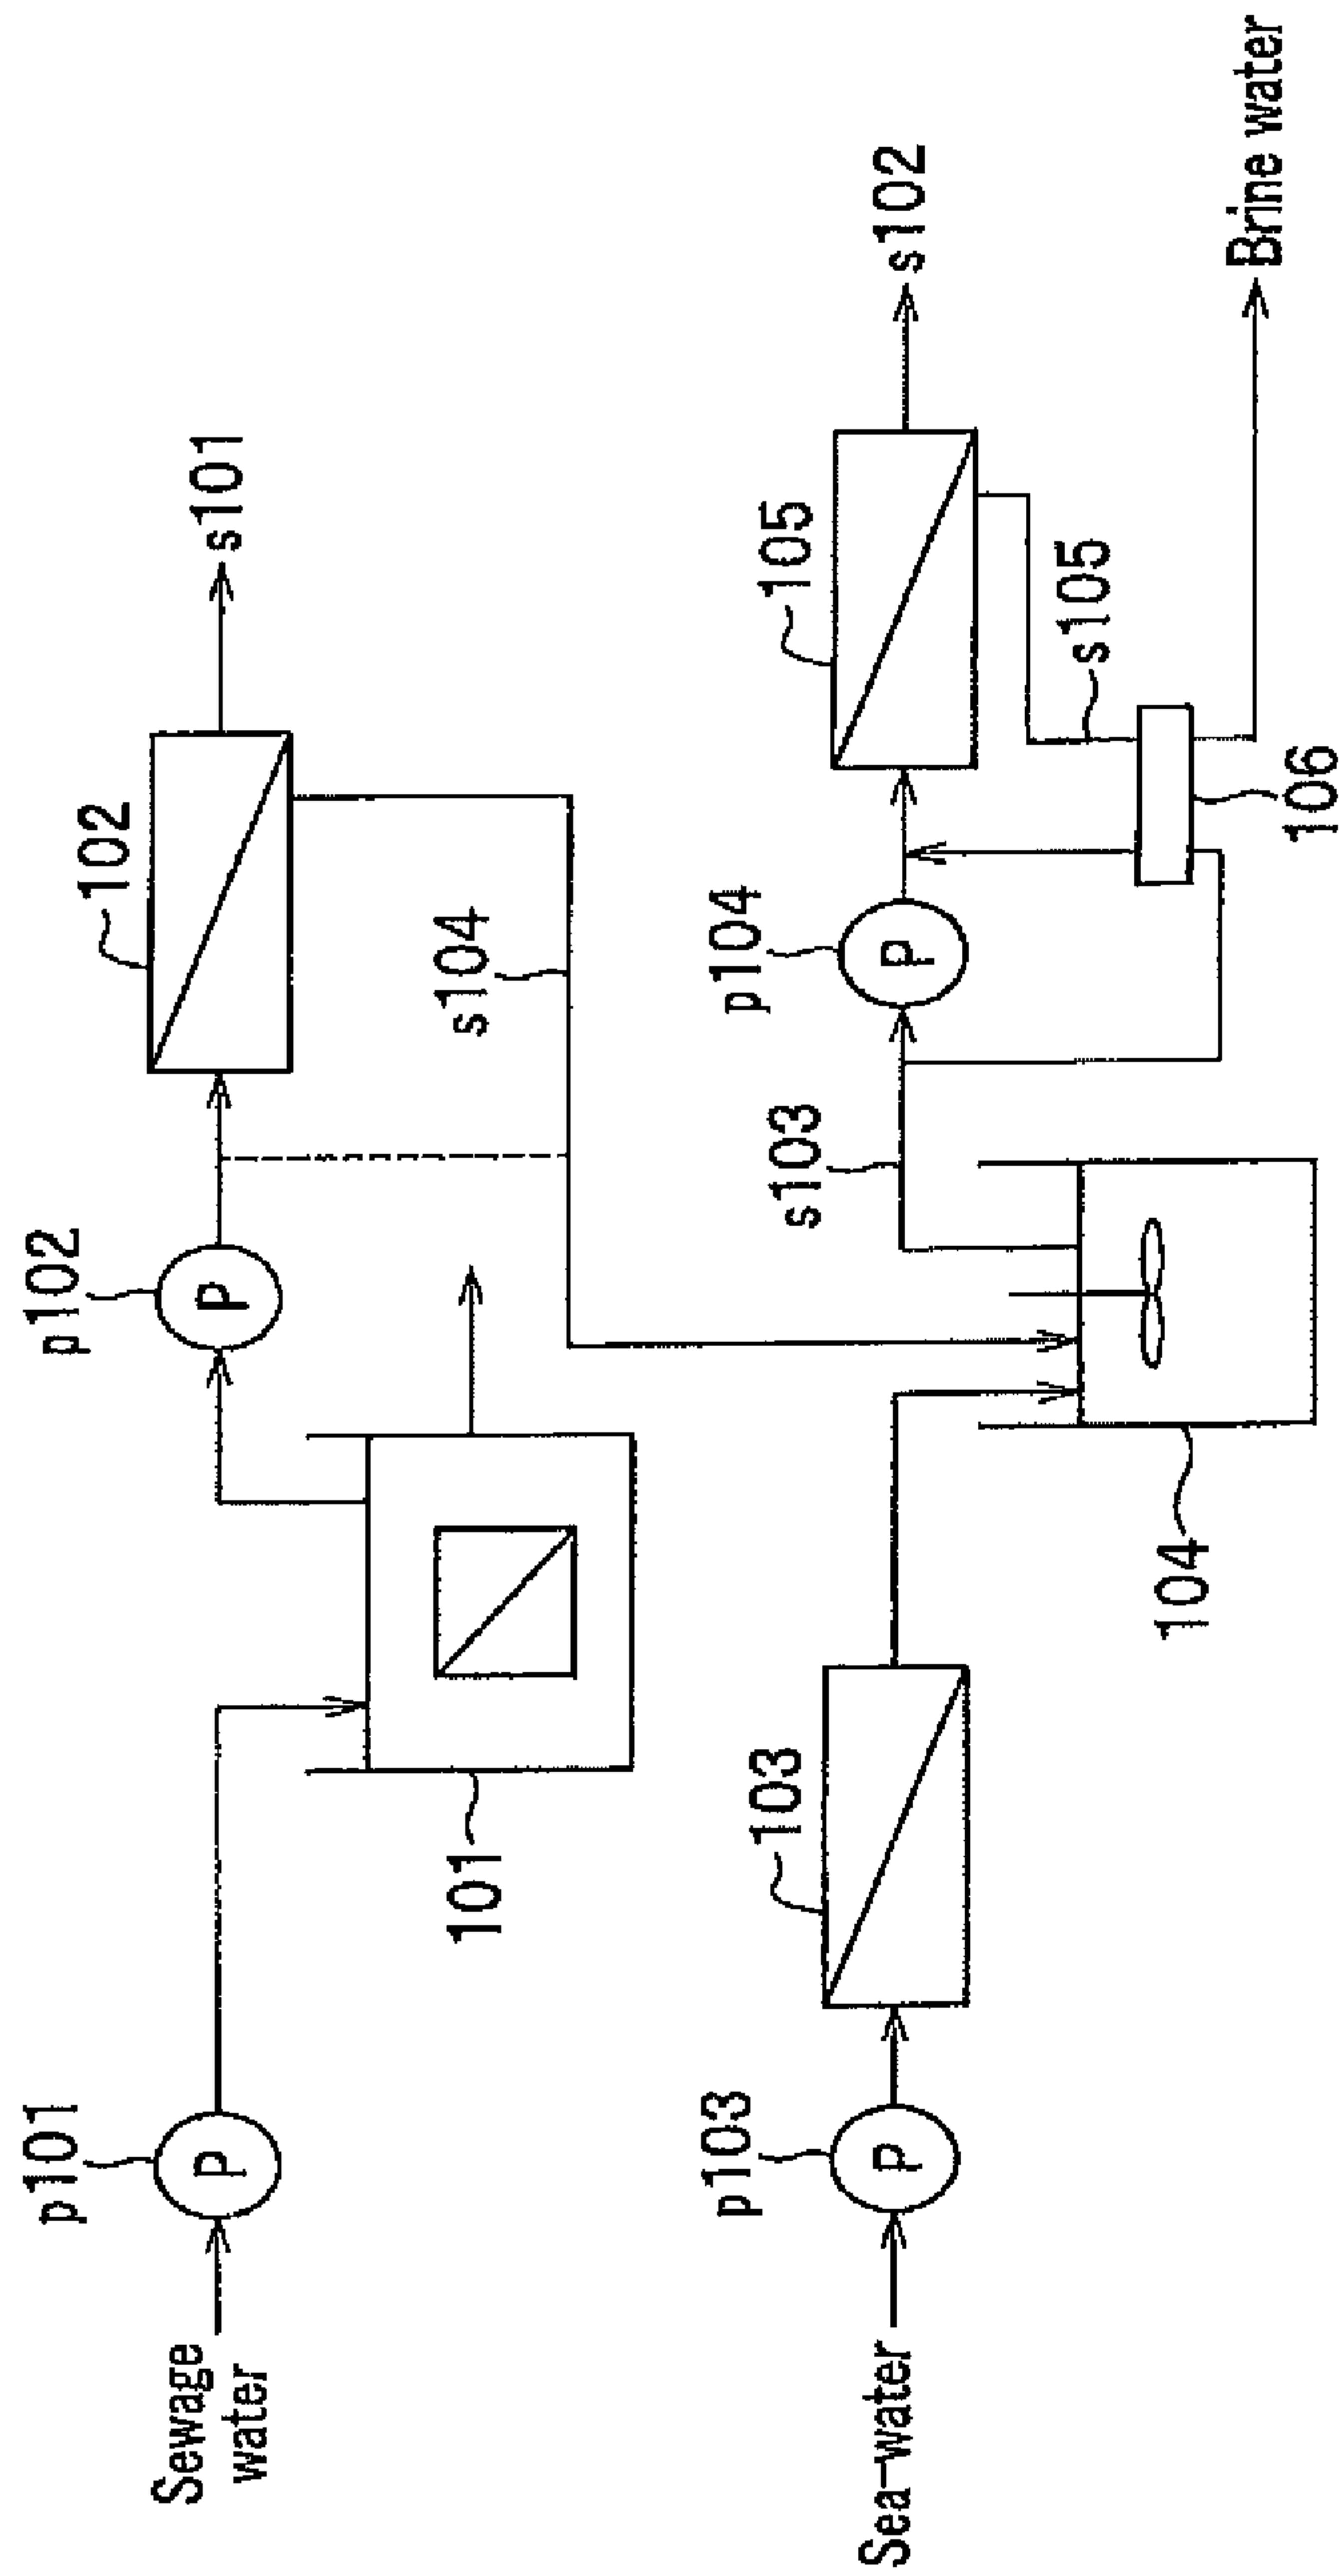 p101
p102
102
s101
P
P
Sewage
water
s104
101
p103
103
s103
p104
105
s102
P
P
Sea-water
s105
104
106
Brine water